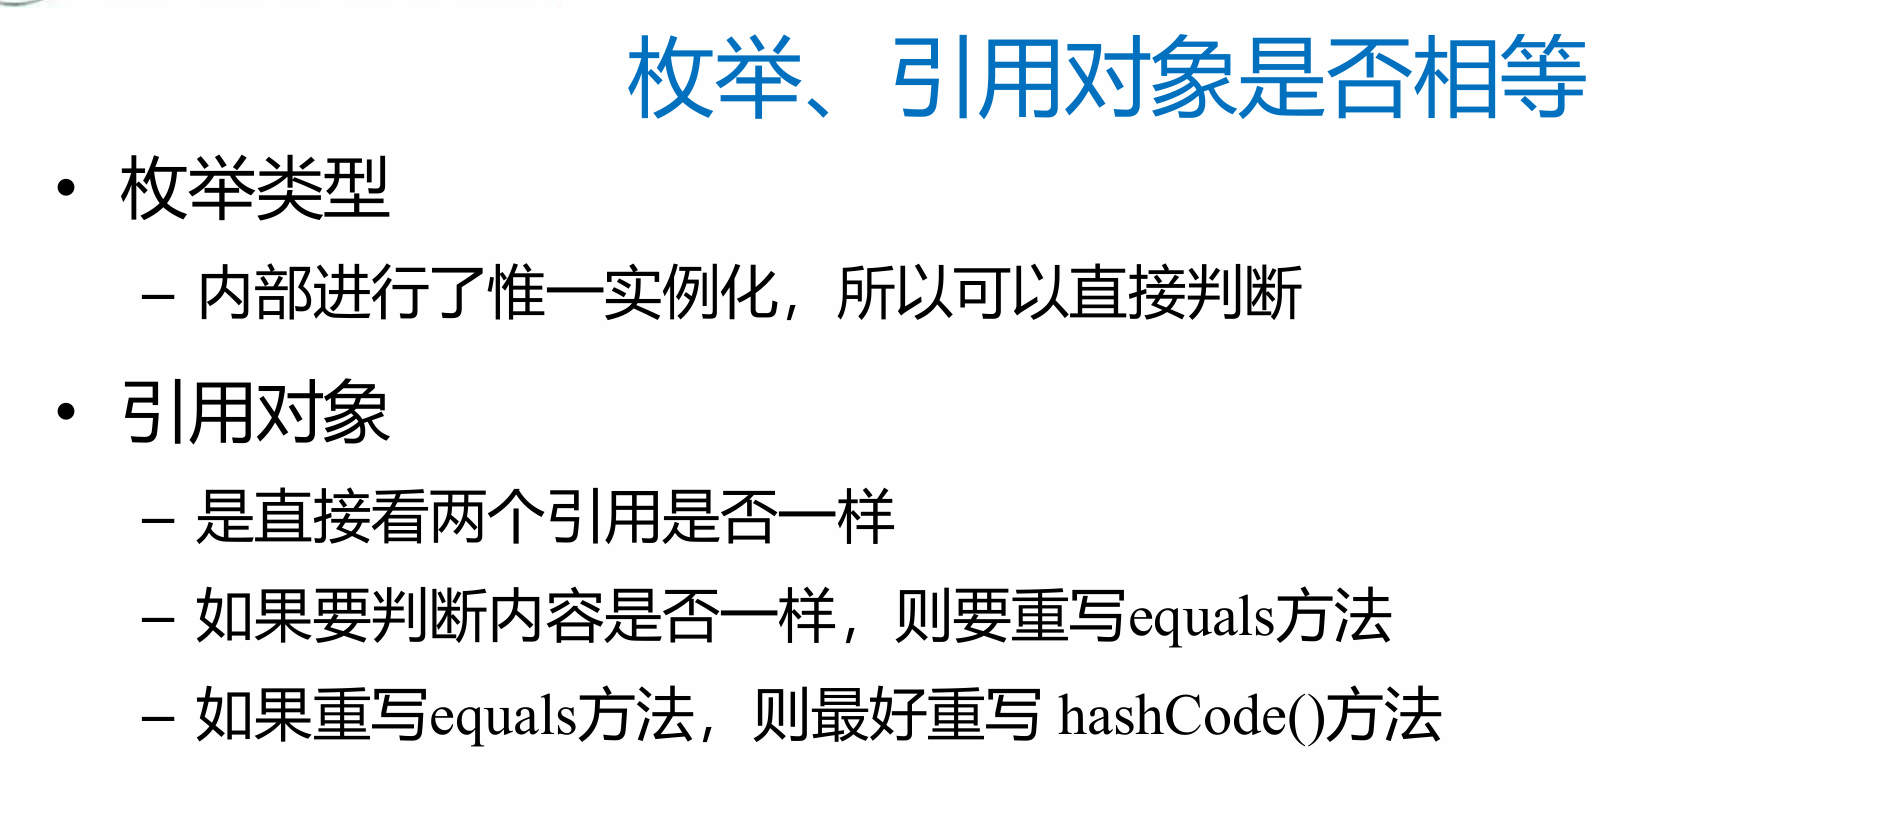 枚举、引用对象是否相等
• 枚举类型
– 内部进行了惟一实例化，所以可以直接判断
• 引用对象
– 是直接看两个引用是否一样
– 如果要判断内容是否一样，则要重写equals方法
– 如果重写equals方法，则最好重写 hashCode()方法